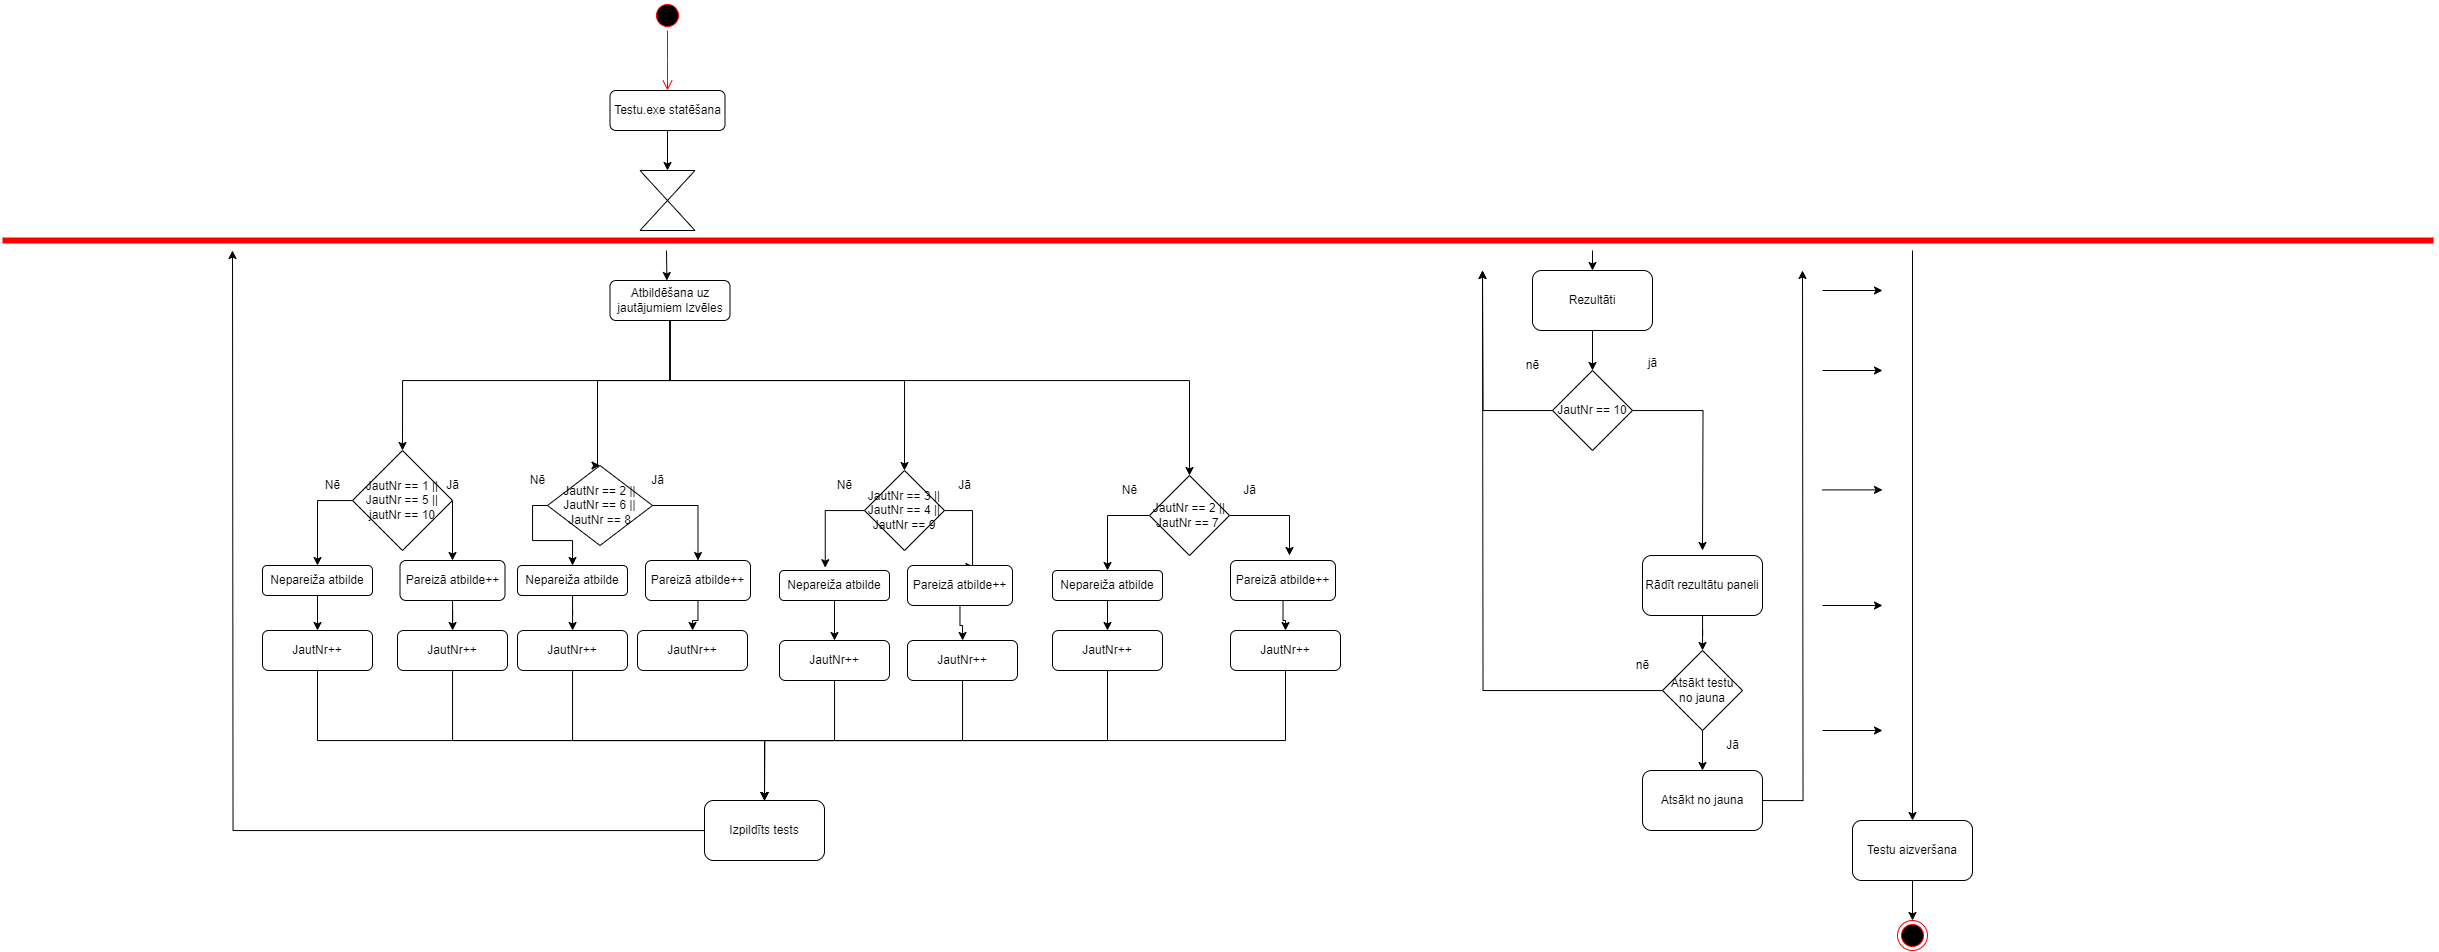 Testu.exe statēšana
Atbildēšana uz
jautājumiem Izvēles
Nē
JautNr == 1 ||
JautNr == 5 ||
jautNr == 10
Jā
Nē
JautNr == 2 ||
JautNr == 6 ||
JautNr == 8
Jā
Nē
JautNr == 3 ||
JautNr == 4 ||
JautNr == 9
Jā
Nē
JautNr == 2 ||
JautNr == 7
Jā
Nepareiža atbilde
Pareizā atbilde++
Nepareiža atbilde
Pareizā atbilde++
Nepareiža atbilde
Pareizā atbilde++
Nepareiža atbilde
Pareizā atbilde++
JautNr++
JautNr++
JautNr++
JautNr++
JautNr++
JautNr++
JautNr++
JautNr++
Izpildīts tests
Rezultāti
nē
jā
JautNr == 10
Rādīt rezultātu paneli
nē
Atsākt testu
no jauna
Jā
Atsākt no jauna
Testu aizveršana